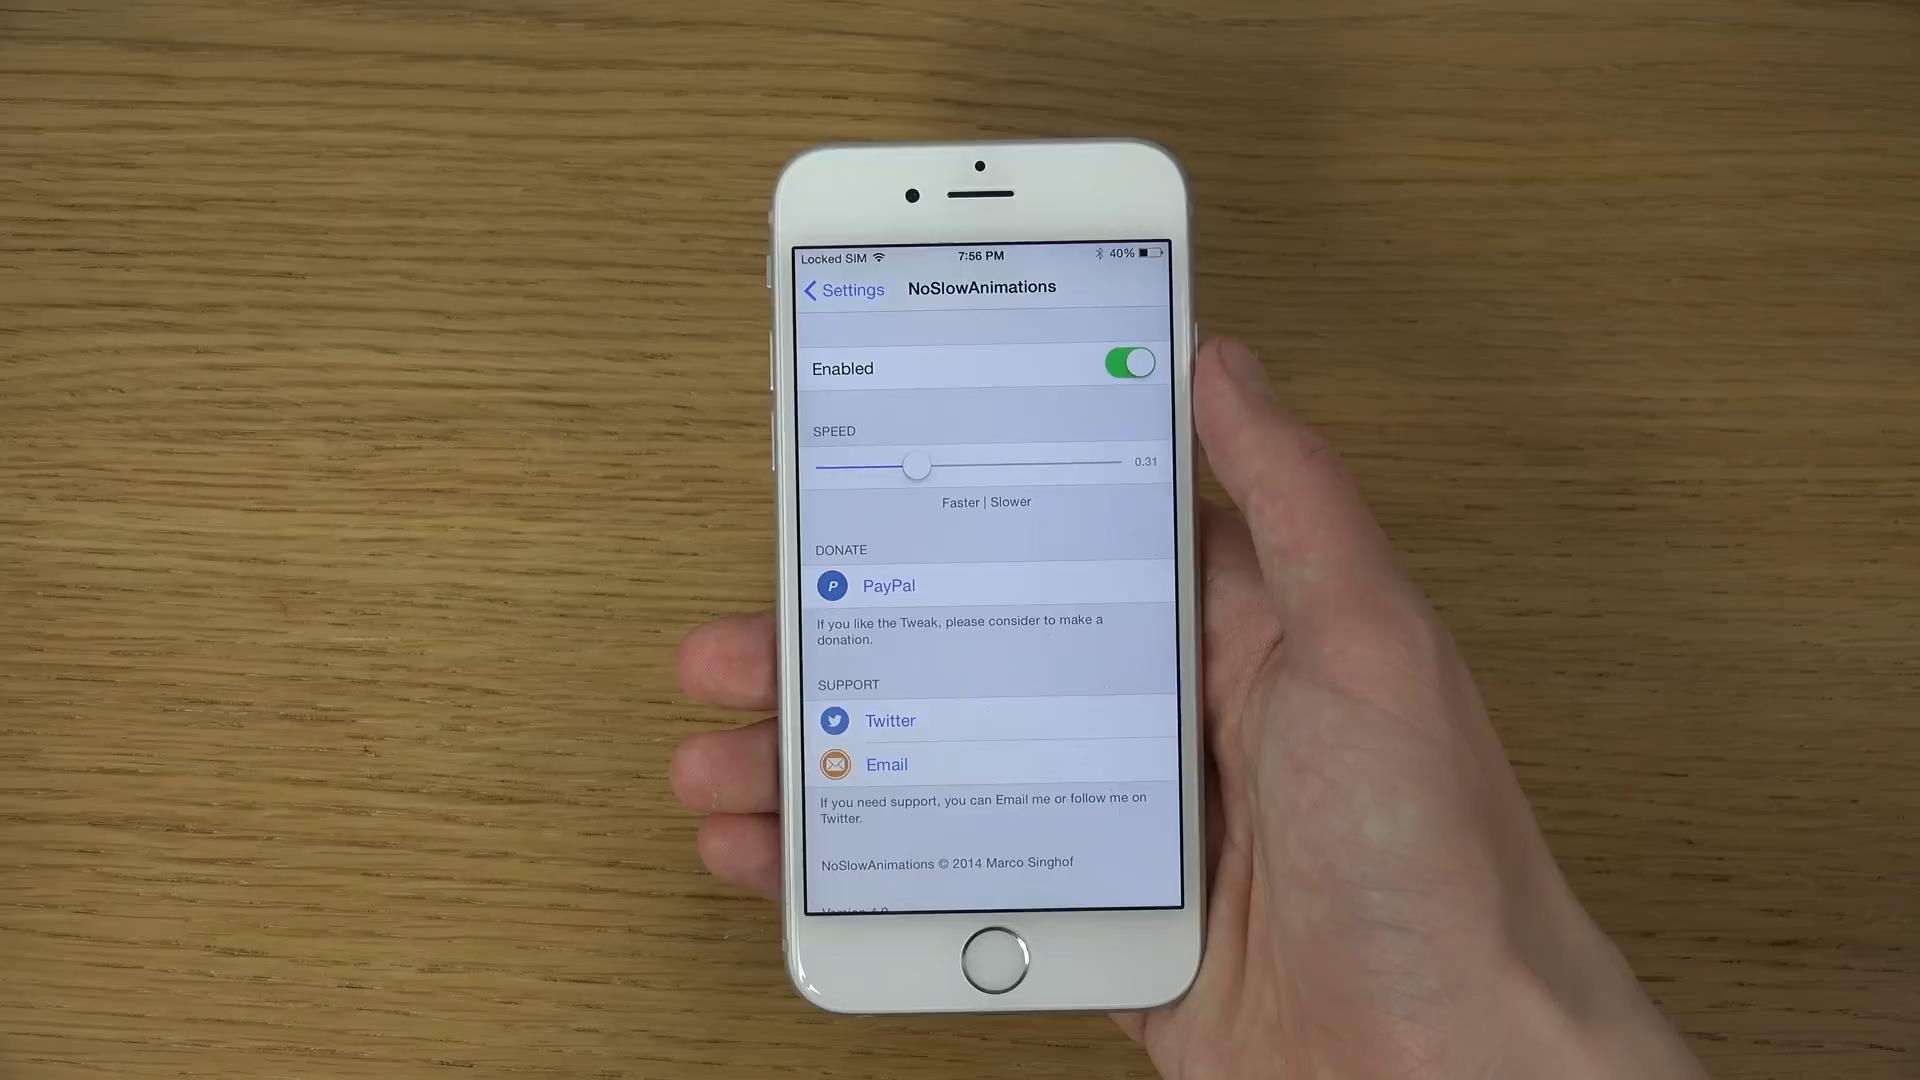 Locked SIM 7:56 PM 40%
Settings NoSlowAnimations
Enabled
SPEED
0.31
Faster | Slower
DONATE
P PayPal
If you like the Tweak, please consider to make a
donation.
SUPPORT
Twitter
Email
If you need support, you can Email me or follow me on
Twitter.
NoSlowAnimations © 2014 Marco Singhof